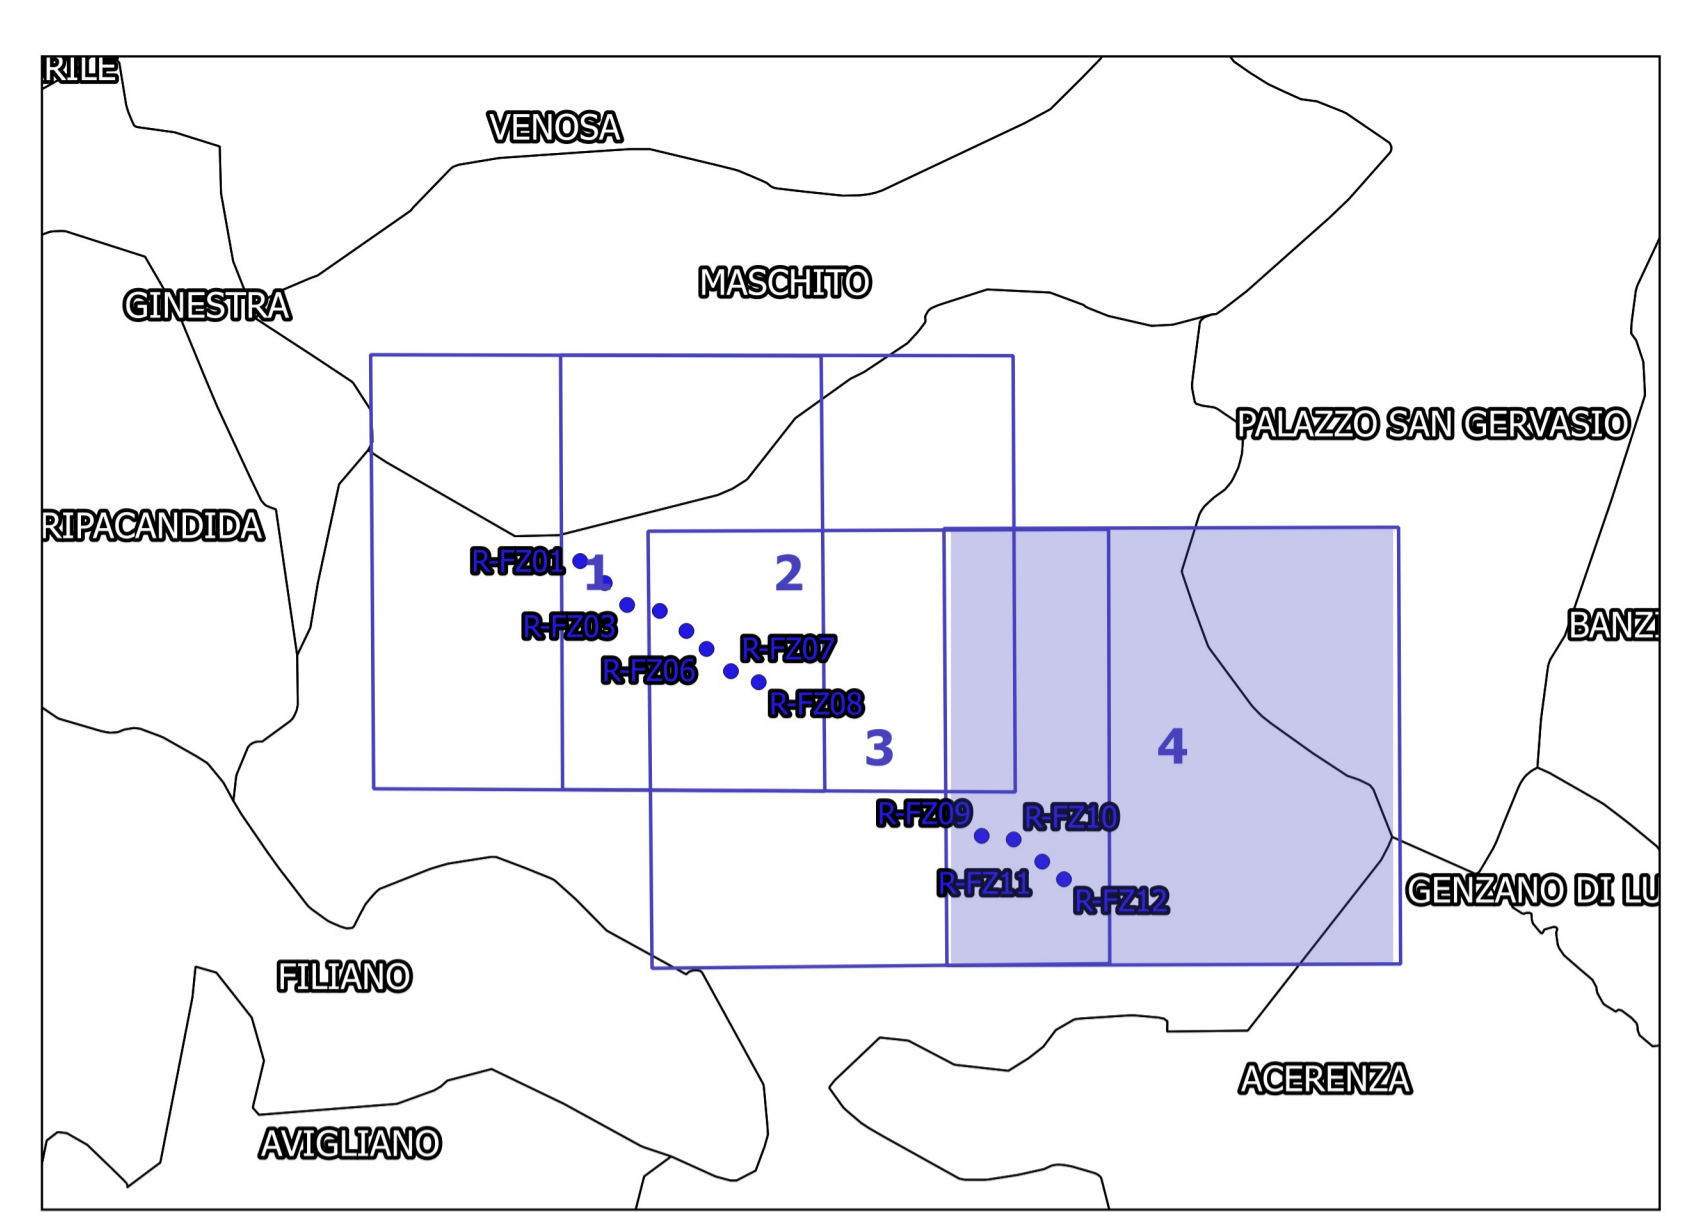 RILE
VENOSA
MASCHITO
GINESTRA
PALAZZO SAN GERVASIO
RIPACANDIDA
R-FZ01
1
2
R-FZ03
BANZI
R-FZ07
R-FZ06
R-FZ08
3
4
R-FZ09
R-FZ10
R-FZ11
R-FZ12
GENZANO DI LU
FILIANO
ACERENZA
AVIGLIANO